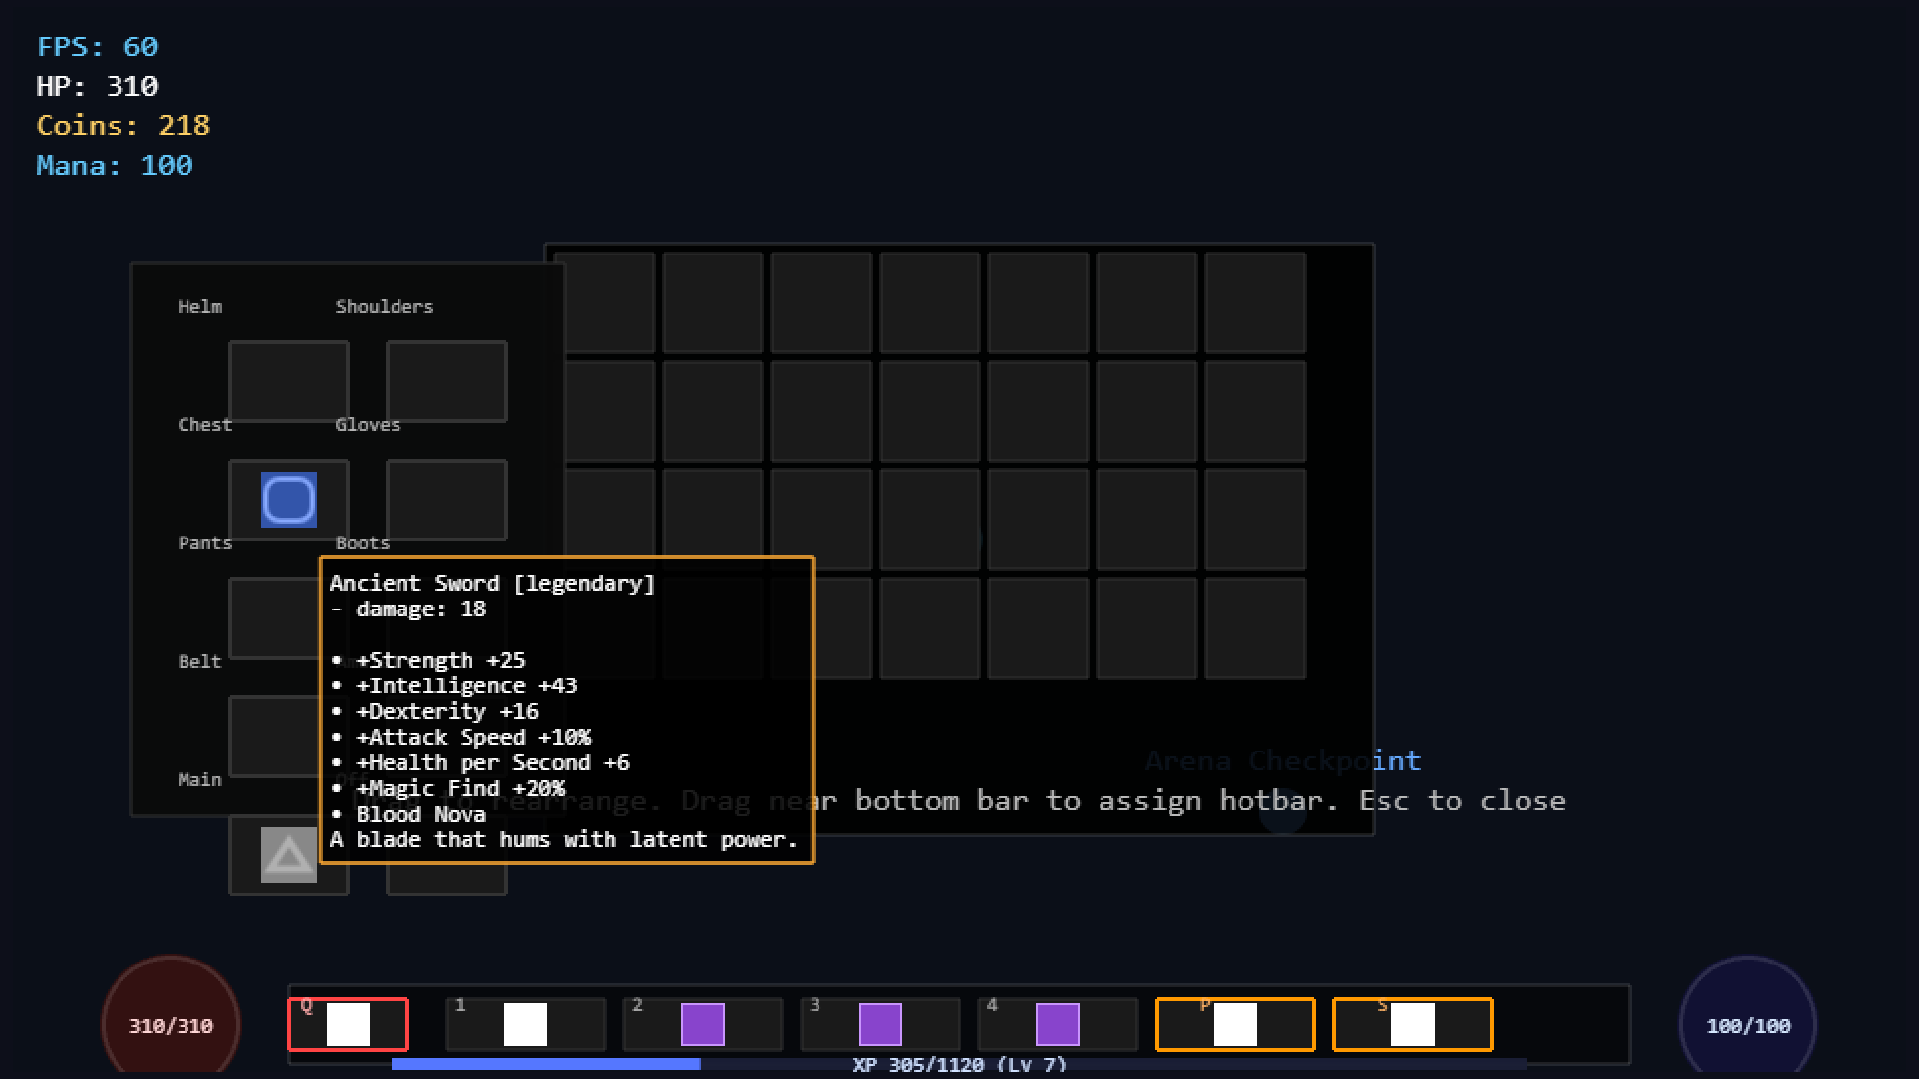 FPS: 60
HP: 310
Coins: 218
Mana: 100
Helm Shoulders
Chest Gloves
Pants Boots
Belt
Main Off
Ancient Sword [legendary]
- damage: 18
• +Strength +25
• +Intelligence +43
• +Dexterity +16
• +Attack Speed +10%
• +Health per Second +6
• +Magic Find +20%
• Blood Nova
A blade that hums with latent power.
Arena Checkpoint
Drag to rearrange. Drag near bottom bar to assign hotbar. Esc to close
310/310
Q 1 2 3 4 P S
100/100
XP 305/1120 (Lv 7)